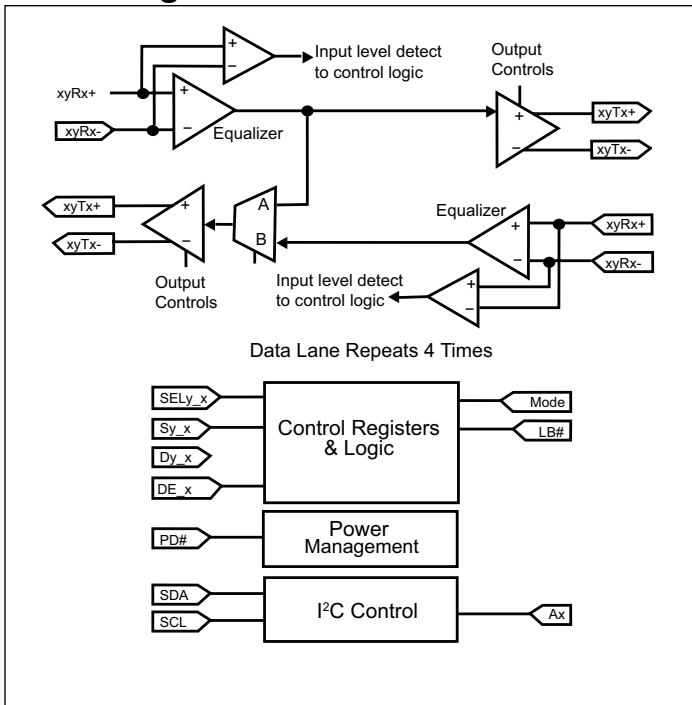 Input level detect
to control logic
Output
Controls
xyRx+
+
−
xyRx-
+
−
Equalizer
+
−
xyTx+
xyTx-
xyTx+
xyTx-
+
−
A
B
Output
Controls
Equalizer
+
−
xyRx+
xyRx-
Input level detect
to control logic
+
−
Data Lane Repeats 4 Times
SELy_x
Sy_x
Dy_x
DE_x
Control Registers
& Logic
Mode
LB#
PD#
Power
Management
SDA
SCL
I²C Control
Ax